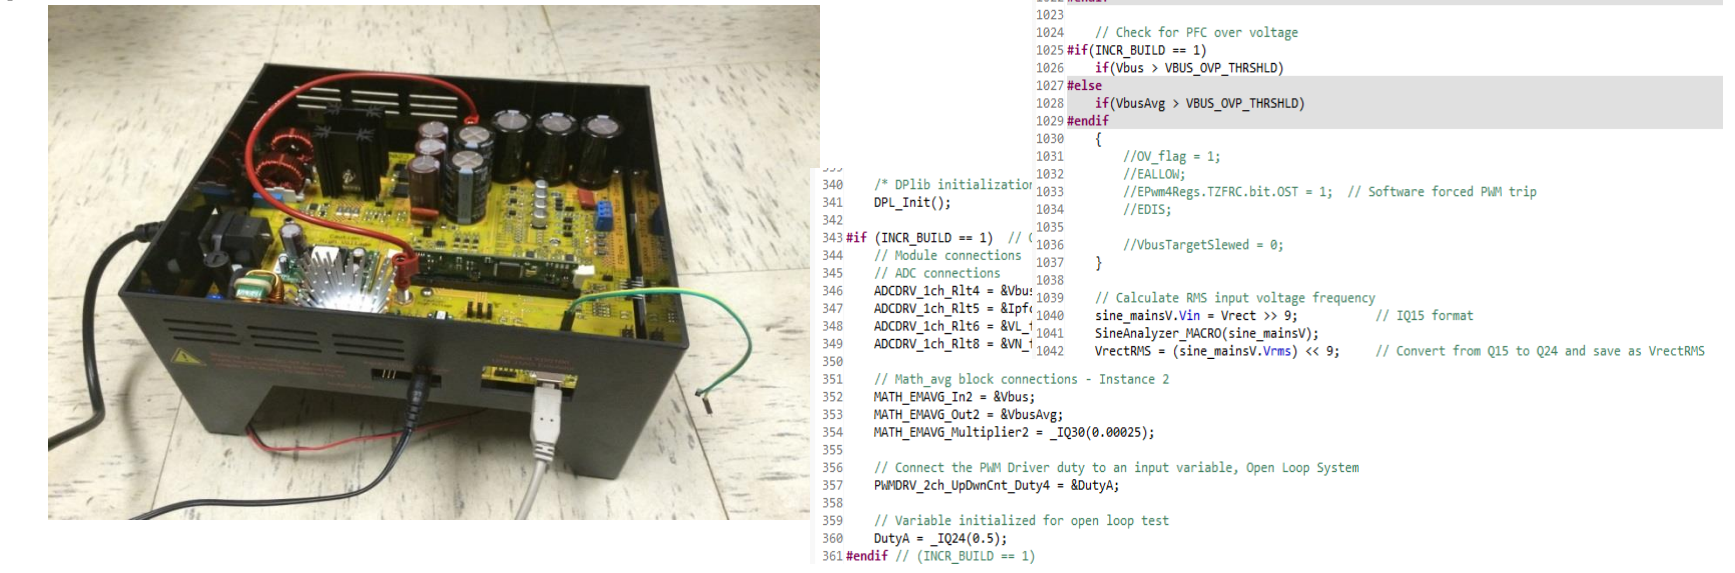 1023
1024 // Check for PFC over voltage
1025 #if(INCR_BUILD == 1)
1026 if(Vbus > VBUS_OVP_THRSHLD)
1027 #else
1028 if(VbusAvg > VBUS_OVP_THRSHLD)
1029 #endif
1030 {
1031 //OV_flag = 1;
1032 //EALLOW;
1033 //EPwm4Regs.TZFRC.bit.OST = 1; // Software forced PWM trip
1034 //EDIS;
1035
1036 //VbusTargetSlewed = 0;
1037 }
1038
1039 // Calculate RMS input voltage frequency
1040 sine_mainsV.Vin = Vrect >> 9; // IQ15 format
1041 SineAnalyzer_MACRO(sine_mainsV);
1042 VrectRMS = (sine_mainsV.Vrms) << 9; // Convert from Q15 to Q24 and save as VrectRMS
340 /* DPlib initialization
341 DPL_Init();
342
343 #if (INCR_BUILD == 1) //
344 // Module connections
345 // ADC connections
346 ADCDRV_1ch_Rlt4 = &Vbus
347 ADCDRV_1ch_Rlt5 = &Ipfc
348 ADCDRV_1ch_Rlt6 = &VL_
349 ADCDRV_1ch_Rlt8 = &VN_
350
351 // Math_avg block connections - Instance 2
352 MATH_EMAVG_In2 = &Vbus;
353 MATH_EMAVG_Out2 = &VbusAvg;
354 MATH_EMAVG_Multiplier2 = _IQ30(0.00025);
355
356 // Connect the PWM Driver duty to an input variable, Open Loop System
357 PWMDRV_2ch_UpDwnCnt_Duty4 = &DutyA;
358
359 // Variable initialized for open loop test
360 DutyA = _IQ24(0.5);
361 #endif // (INCR_BUILD == 1)